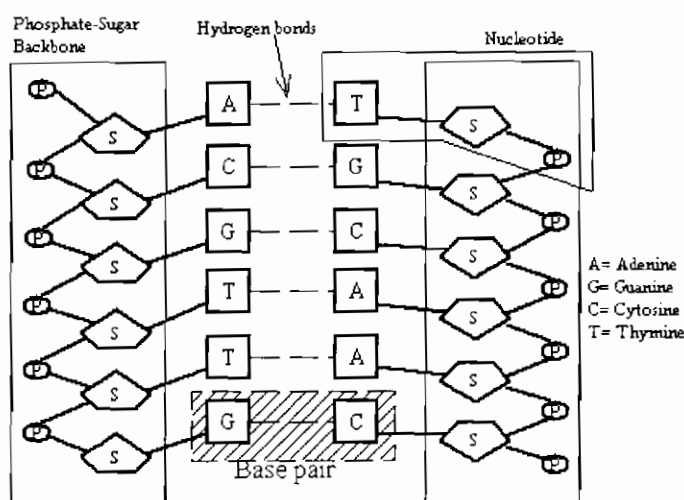 Phosphate-Sugar
Backbone
Hydrogen bonds
Nucleotide
P
A T
S S
P P
C G
S S
P P
G C
S S
P P
T A
S S
P P
T A
S S
P P
G C
S S
P P
Base pair
A= Adenine
G= Guanine
C= Cytosine
T= Thymine